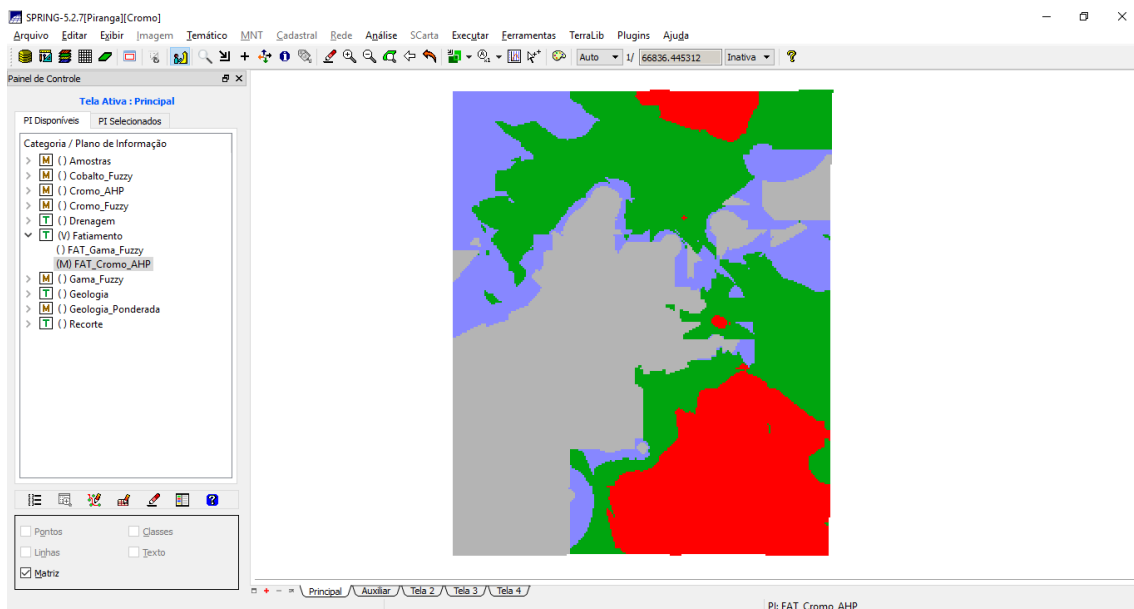 SPRING-5.2.7[Piranga][Cromo]
Arquivo Editar Exibir Imagem Temático MNT Cadastral Rede Análise SCarta Executar Ferramentas TerraLib Plugins Ajuda
Auto 1/ 66836.445312 Inativa
Painel de Controle
Tela Ativa : Principal
PI Disponíveis PI Selecionados
Categoria / Plano de Informação
M () Amostras
M () Cobalto_Fuzzy
M () Cromo_AHP
M () Cromo_Fuzzy
T () Drenagem
T (V) Fatiamento
() FAT_Gama_Fuzzy
(M) FAT_Cromo_AHP
M () Gama_Fuzzy
T () Geologia
M () Geologia_Ponderada
T () Recorte
Pontos Classes
Linhas Texto
Matriz
Principal Auxiliar Tela 2 Tela 3 Tela 4
PI: FAT_Cromo_AHP